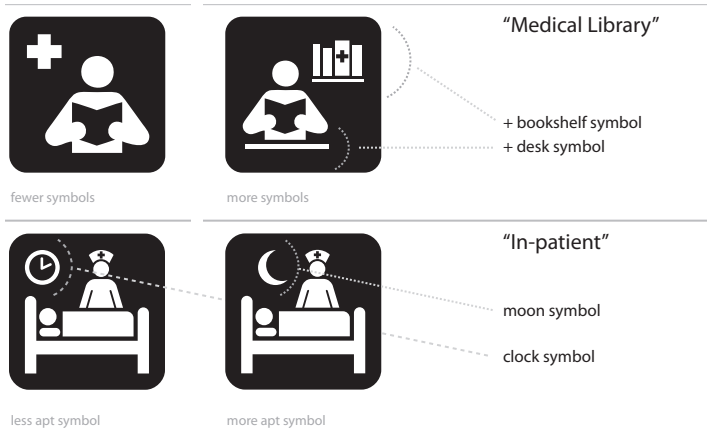 “Medical Library”
+ bookshelf symbol
+ desk symbol
fewer symbols
more symbols
“In-patient”
moon symbol
clock symbol
less apt symbol
more apt symbol